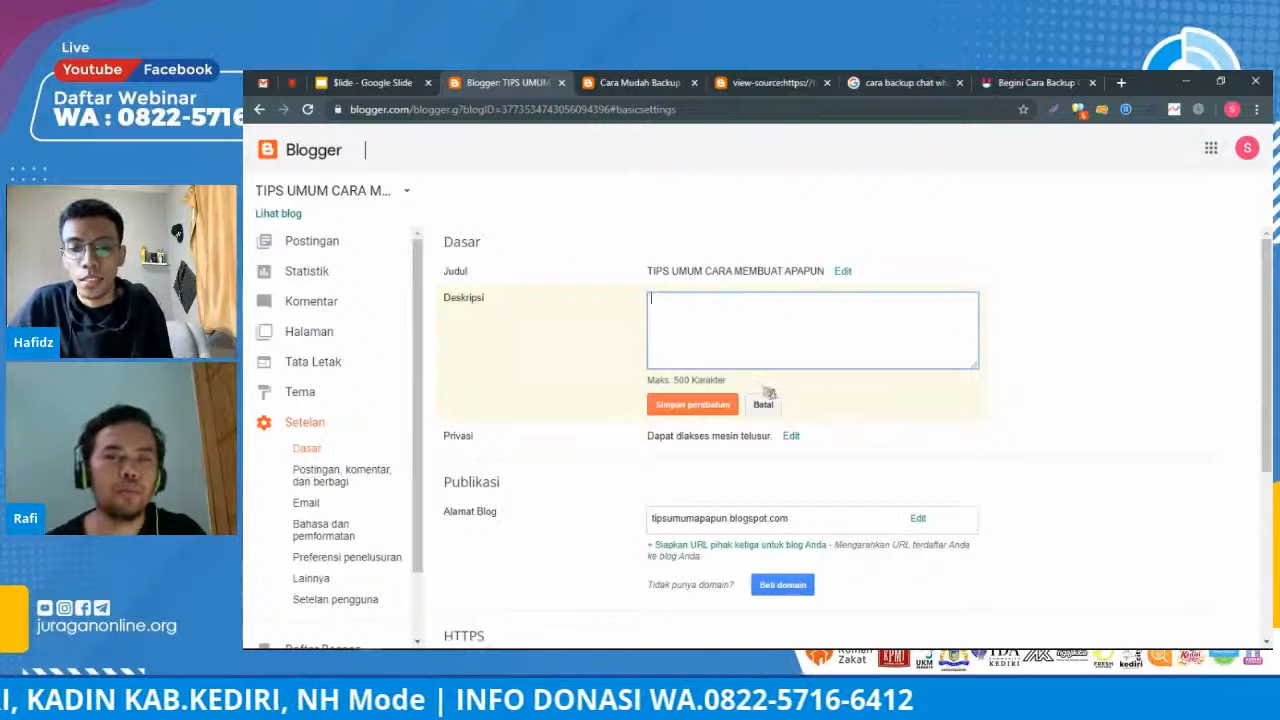 Live
Youtube Facebook
Daftar Webinar
WA : 0822-5716
Hafidz
Rafi
juraganonline.org
$lide - Google Slide
Blogger: TIPS UMUM
Cara Mudah Backup
view-source:https://t
cara backup chat wh
Begini Cara Backup
blogger.com/blogger.g?blogID=3773534743056094396#basicsettings
S
Blogger
S
TIPS UMUM CARA M...
Lihat blog
Postingan
Statistik
Komentar
Halaman
Tata Letak
Tema
Setelan
Dasar
Postingan, komentar,
dan berbagi
Email
Bahasa dan
pemformatan
Preferensi penelusuran
Lainnya
Setelan pengguna
Dasar
Judul TIPS UMUM CARA MEMBUAT APAPUN Edit
Deskripsi
Maks. 500 Karakter
Simpan perubahan Batal
Privasi Dapat diakses mesin telusur. Edit
Publikasi
Alamat Blog tipsumumapapun.blogspot.com Edit
+ Siapkan URL pihak ketiga untuk blog Anda - Mengarahkan URL terdaftar Anda
ke blog Anda.
Tidak punya domain? Beli domain
HTTPS
Zakat KPMI UKM KEDIRI FRESH kediri
I, KADIN KAB.KEDIRI, NH Mode | INFO DONASI WA.0822-5716-6412